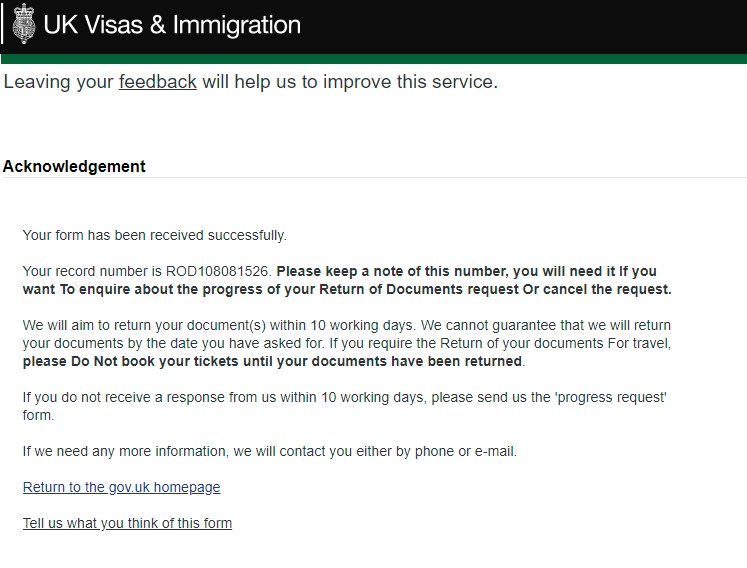 UK Visas & Immigration
Leaving your feedback will help us to improve this service.
Acknowledgement
Your form has been received successfully.
Your record number is ROD108081526. Please keep a note of this number, you will need it If you
want To enquire about the progress of your Return of Documents request Or cancel the request.
We will aim to return your document(s) within 10 working days. We cannot guarantee that we will return
your documents by the date you have asked for. If you require the Return of your documents For travel,
please Do Not book your tickets until your documents have been returned.
If you do not receive a response from us within 10 working days, please send us the 'progress request'
form.
If we need any more information, we will contact you either by phone or e-mail.
Return to the gov.uk homepage
Tell us what you think of this form